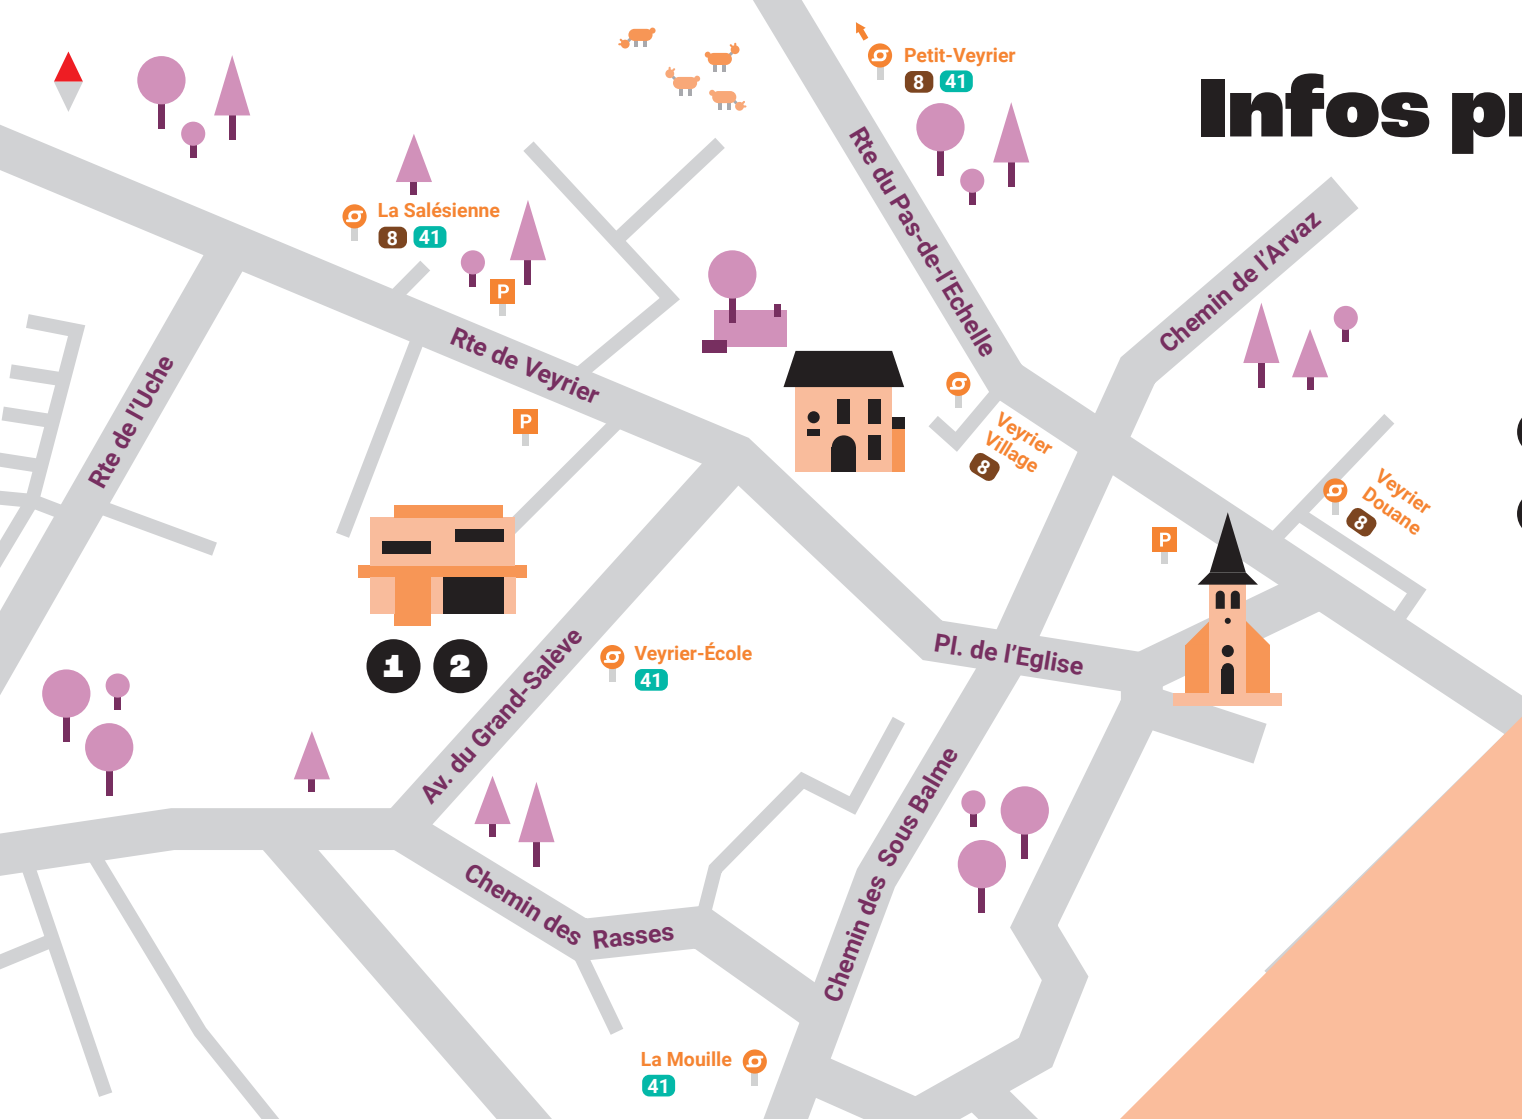 Petit-Veyrier
8 41
Infos pr
Rte du Pas-de-l'Echelle
La Salésienne
8 41
P
Chemin de l'Arvaz
Rte de Veyrier
Rte de l'Uche
P
Veyrier
Village
8
Veyrier
Douane
8
P
1 2
Veyrier-École
41
Pl. de l'Eglise
Av. du Grand-Salève
Chemin des Sous Balme
Chemin des Rasses
La Mouille
41